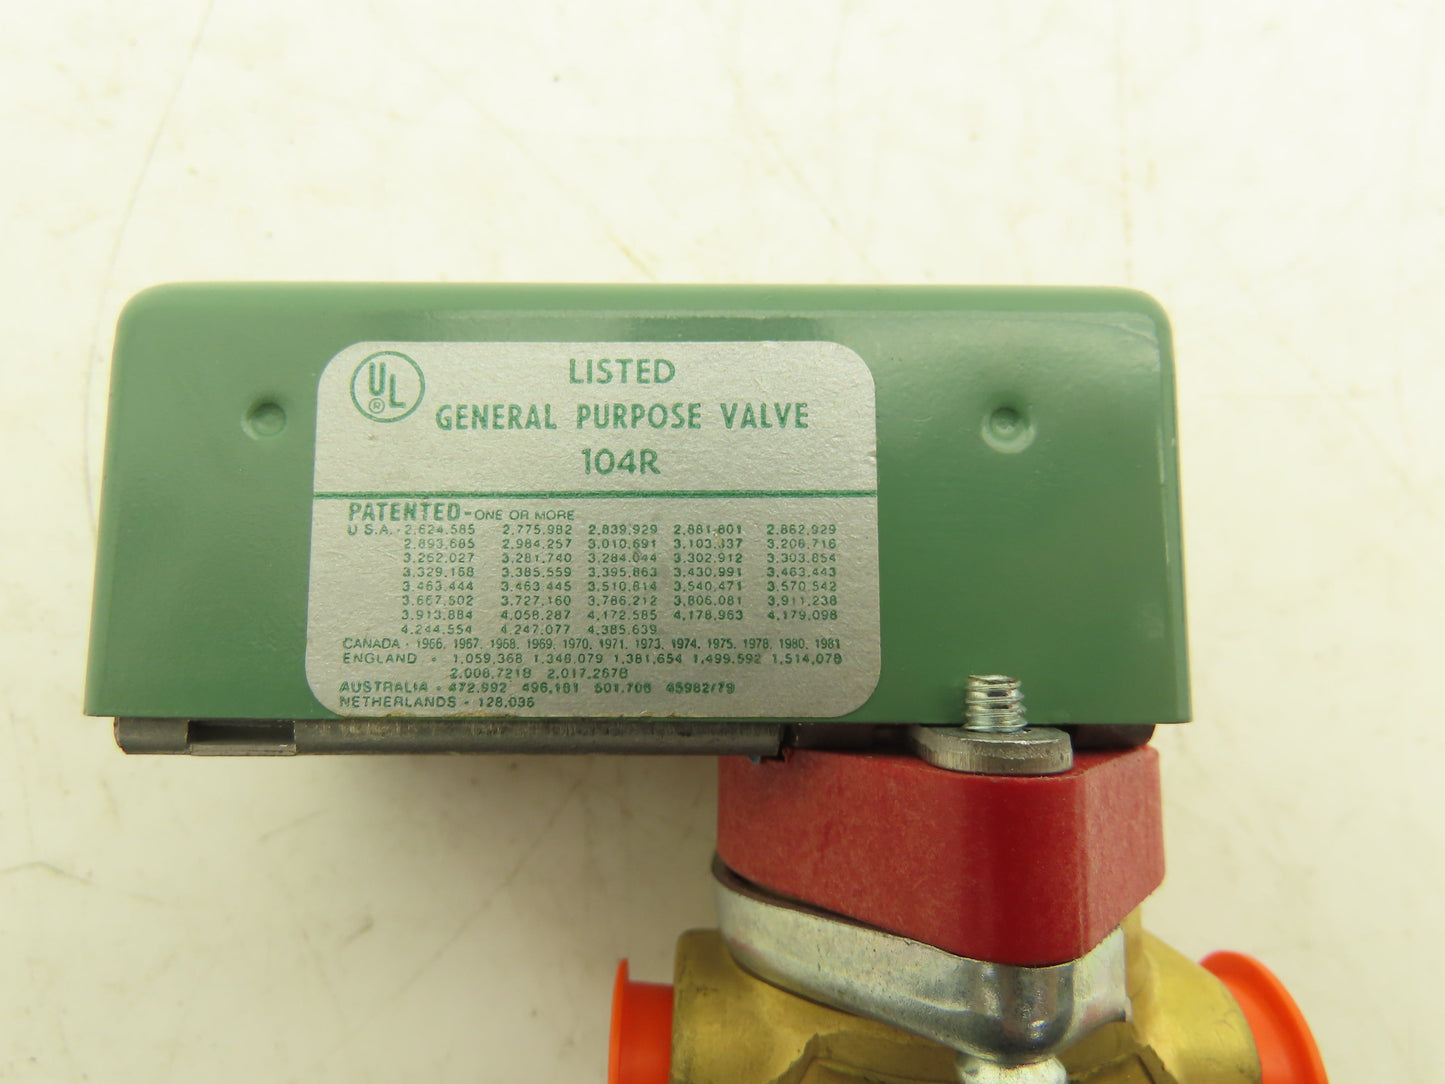 UL ® LISTED
GENERAL PURPOSE VALVE
104R
PATENTED - ONE OR MORE
U.S.A. - 2,624,585 2,775,982 2,839,929 2,881,801 2,862,929
2,893,685 2,984,257 3,010,691 3,103,337 3,206,716
3,262,027 3,281,740 3,284,044 3,302,912 3,303,854
3,329,168 3,385,559 3,395,863 3,430,991 3,463,443
3,463,444 3,463,445 3,510,814 3,540,471 3,570,542
3,667,502 3,727,160 3,786,212 3,806,081 3,911,238
3,913,884 4,058,287 4,172,585 4,178,963 4,179,098
4,244,554 4,247,077 4,385,639
CANADA - 1966, 1967, 1968, 1969, 1970, 1971, 1973, 1974, 1975, 1978, 1980, 1981
ENGLAND - 1,059,368 1,346,079 1,381,654 1,499,592 1,514,07B
2,006,721B 2,017,267B
AUSTRALIA - 472,992 496,181 501,706 45982/79
NETHERLANDS - 128,036